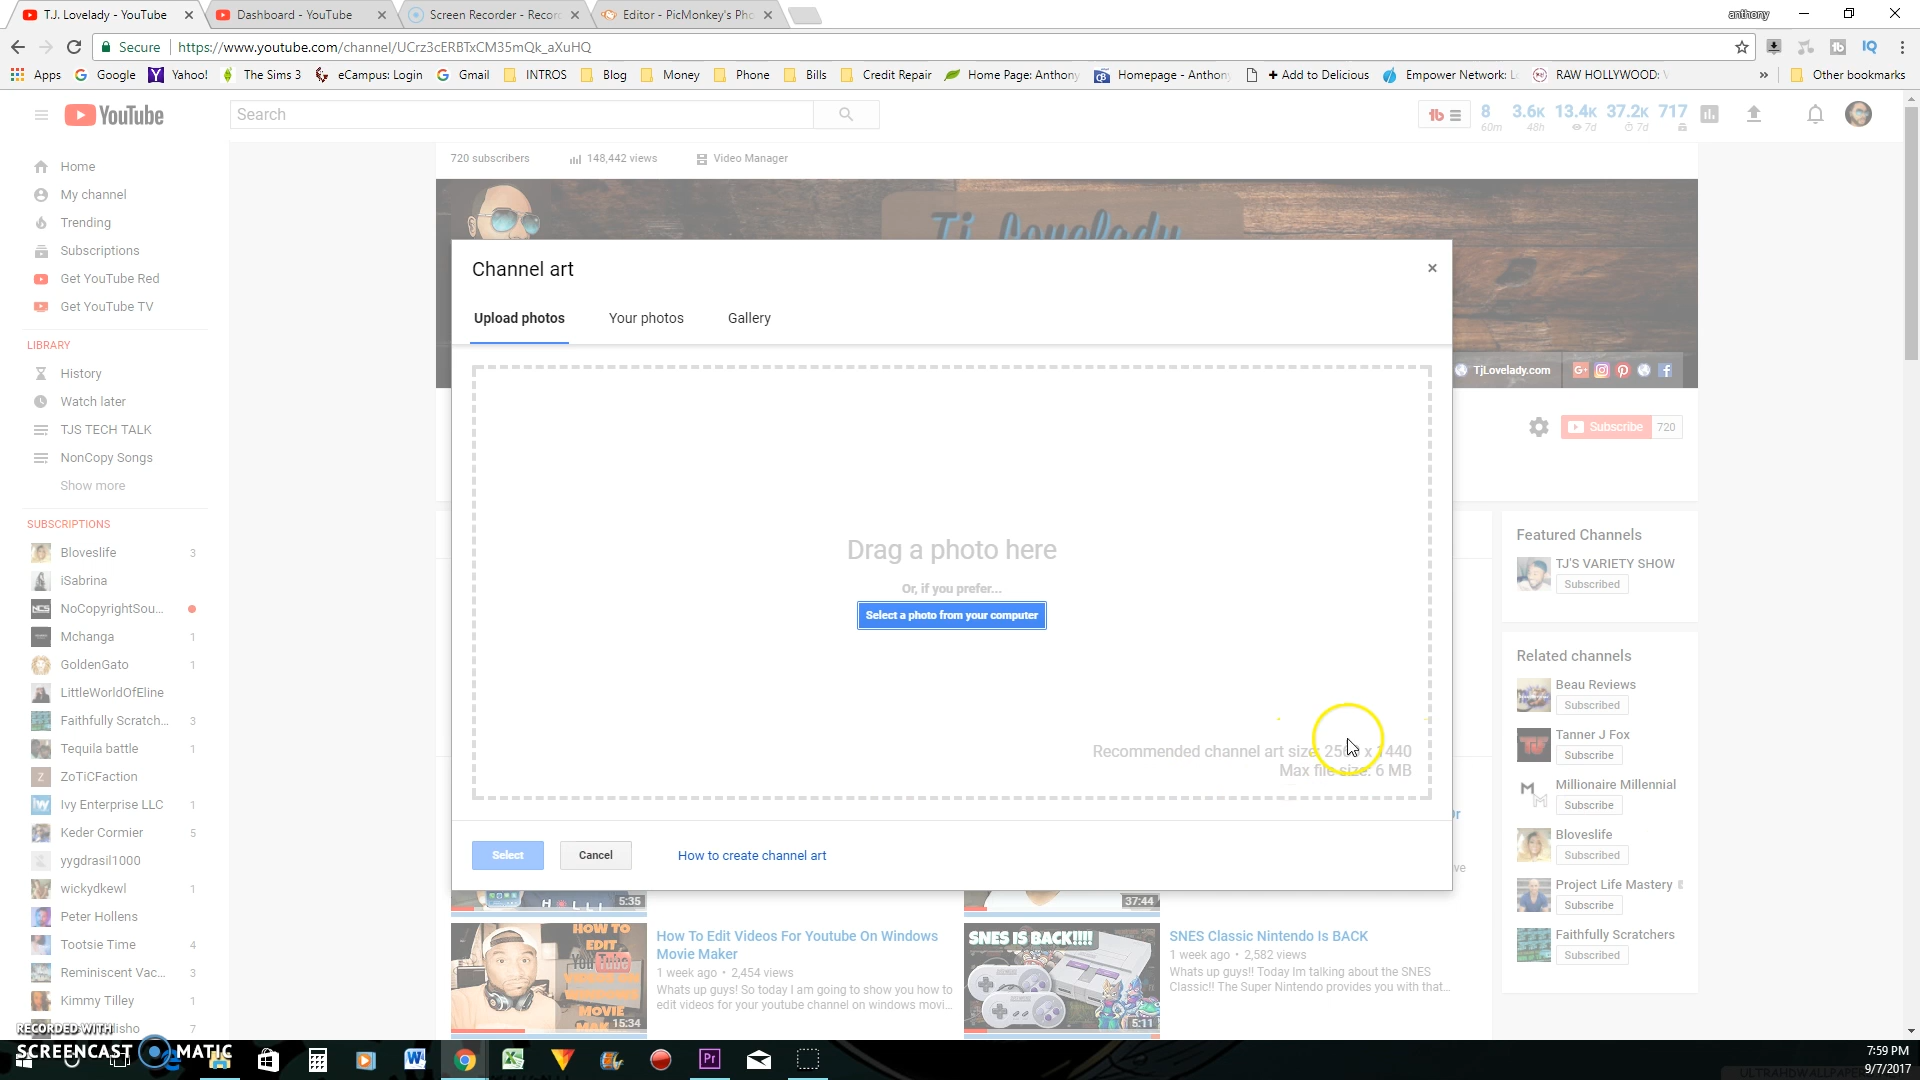 T.J. Lovelady - YouTube
Dashboard - YouTube
Screen Recorder - Record
Editor - PicMonkey's Pho
anthony
Secure
https://www.youtube.com/channel/UCrz3cERBTxCM35mQk_aXuHQ
Apps
Google
Yahoo!
The Sims 3
eCampus: Login
Gmail
INTROS
Blog
Money
Phone
Bills
Credit Repair
Home Page: Anthony
Homepage - Anthony
+ Add to Delicious
Empower Network: L
RAW HOLLYWOOD:
»
Other bookmarks
YouTube
Search
8
60m
3.6K
48h
13.4K
7d
37.2K
7d
717
720 subscribers
148,442 views
Video Manager
Tj Lovelady
TjLovelady.com
Subscribe 720
Home
My channel
Trending
Subscriptions
Get YouTube Red
Get YouTube TV
LIBRARY
History
Watch later
TJS TECH TALK
NonCopy Songs
Show more
SUBSCRIPTIONS
Bloveslife 3
iSabrina
NoCopyrightSou...
Mchanga 1
GoldenGato 1
LittleWorldOfEline
Faithfully Scratch... 3
Tequila battle 1
ZoTiCFaction
Ivy Enterprise LLC 1
Keder Cormier 5
yygdrasil1000
wickydkewl 1
Peter Hollens
Tootsie Time 4
Reminiscent Vac... 3
Kimmy Tilley 1
7
Channel art
×
Upload photos
Your photos
Gallery
Drag a photo here
Or, if you prefer...
Select a photo from your computer
Recommended channel art size: 2560 x 1440
Max file size: 6 MB
Select
Cancel
How to create channel art
Featured Channels
TJ'S VARIETY SHOW
Subscribed
Related channels
Beau Reviews
Subscribed
Tanner J Fox
Subscribe
Millionaire Millennial
Subscribe
Bloveslife
Subscribed
Project Life Mastery
Subscribe
Faithfully Scratchers
Subscribed
5:35
37:44
HOW TO
EDIT
YouTube
MOVIE
15:34
How To Edit Videos For Youtube On Windows
Movie Maker
1 week ago • 2,454 views
Whats up guys! So today I am going to show you how to
edit videos for your youtube channel on windows movi...
SNES IS BACK!!!!
5:11
SNES Classic Nintendo Is BACK
1 week ago • 2,582 views
Whats up guys!! Today Im talking about the SNES
Classic!! The Super Nintendo provides you with that...
RECORDED WITH
SCREENCAST MATIC
7:59 PM
9/7/2017